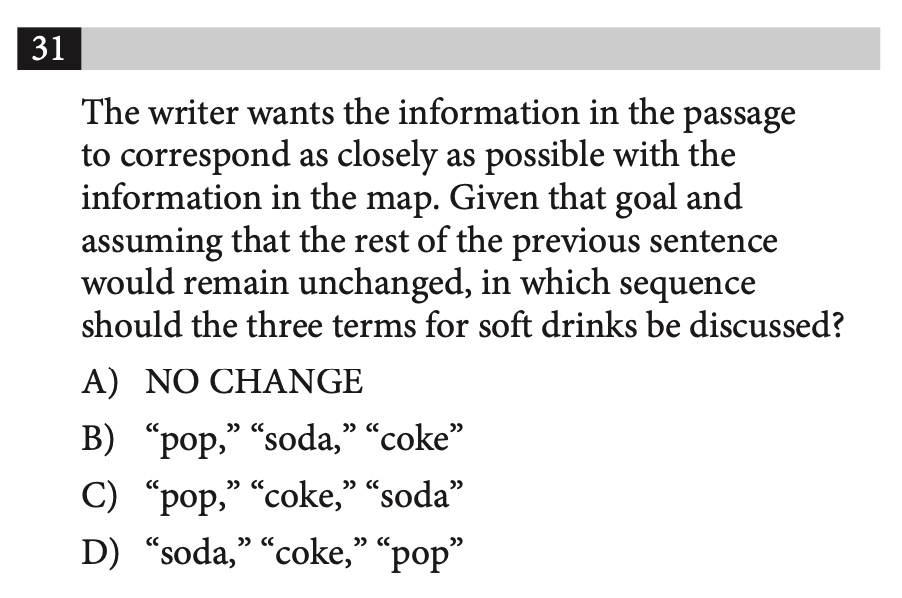 31
The writer wants the information in the passage
to correspond as closely as possible with the
information in the map. Given that goal and
assuming that the rest of the previous sentence
would remain unchanged, in which sequence
should the three terms for soft drinks be discussed?
A) NO CHANGE
B) “pop,” “soda,” “coke”
C) “pop,” “coke,” “soda”
D) “soda,” “coke,” “pop”